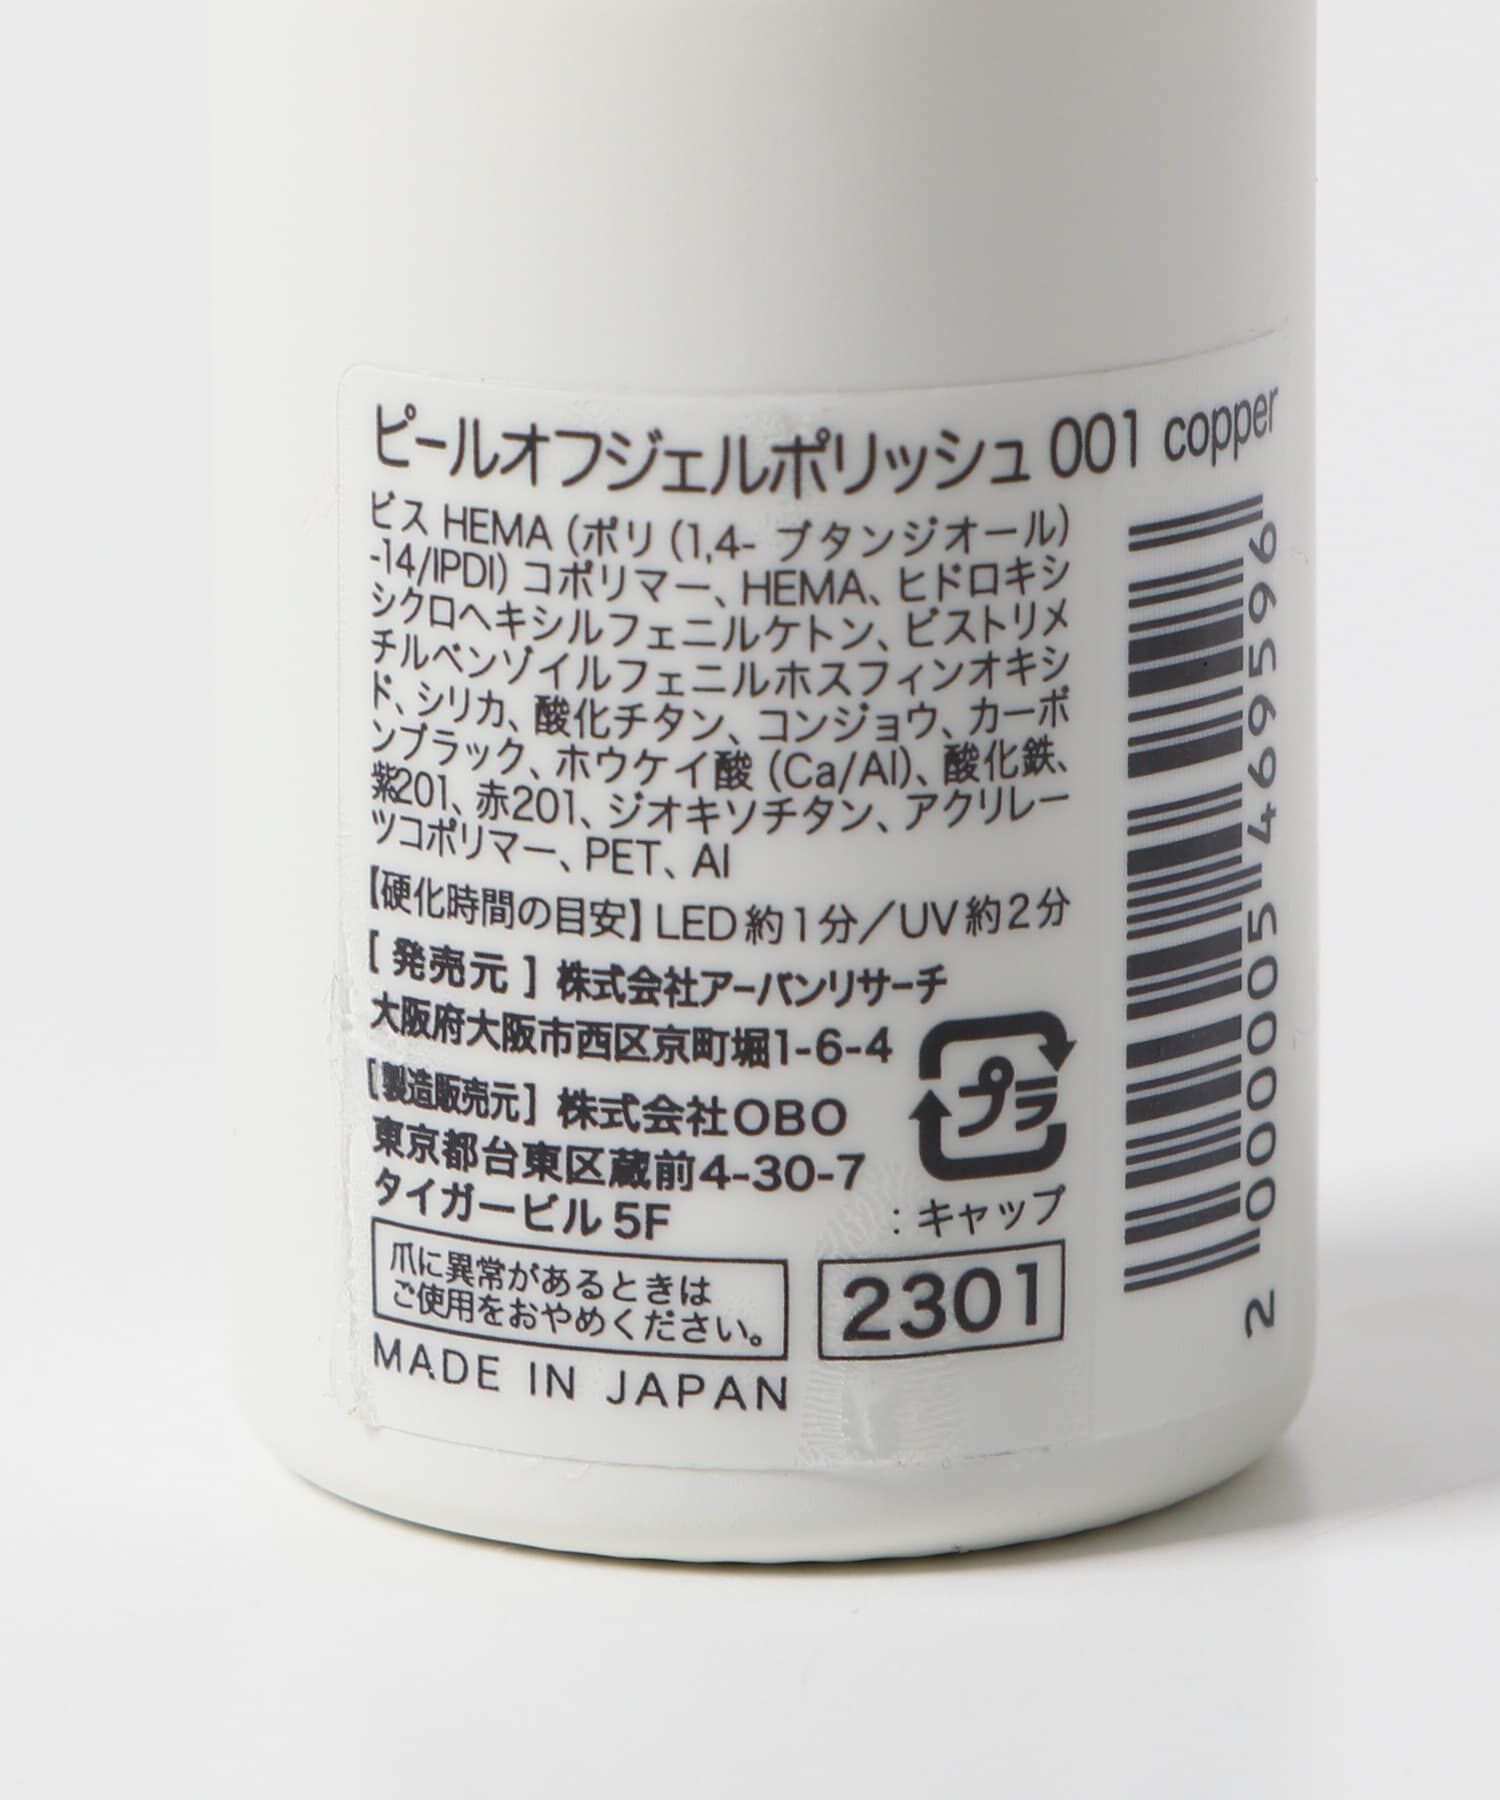 ピールオフジェルポリッシュ 001 copper
ビス HEMA (ポリ (1,4- ブタンジオール)
-14/IPDI) コポリマー、HEMA、ヒドロキシ
シクロヘキシルフェニルケトン、ビストリメ
チルベンゾイルフェニルホスフィンオキシ
ド、シリカ、酸化チタン、コンジョウ、カーボ
ンブラック、ホウケイ酸 (Ca/Al)、酸化鉄、
紫201、赤201、ジオキソチタン、アクリレー
ツコポリマー、PET、Al
【硬化時間の目安】LED約1分／UV約2分
[ 発売元 ] 株式会社アーバンリサーチ
大阪府大阪市西区京町堀1-6-4
[製造販売元] 株式会社OBO
東京都台東区蔵前4-30-7
タイガービル 5F
プラ
: キャップ
爪に異常があるときは
ご使用をおやめください。
2301
MADE IN JAPAN
2 000005 469596